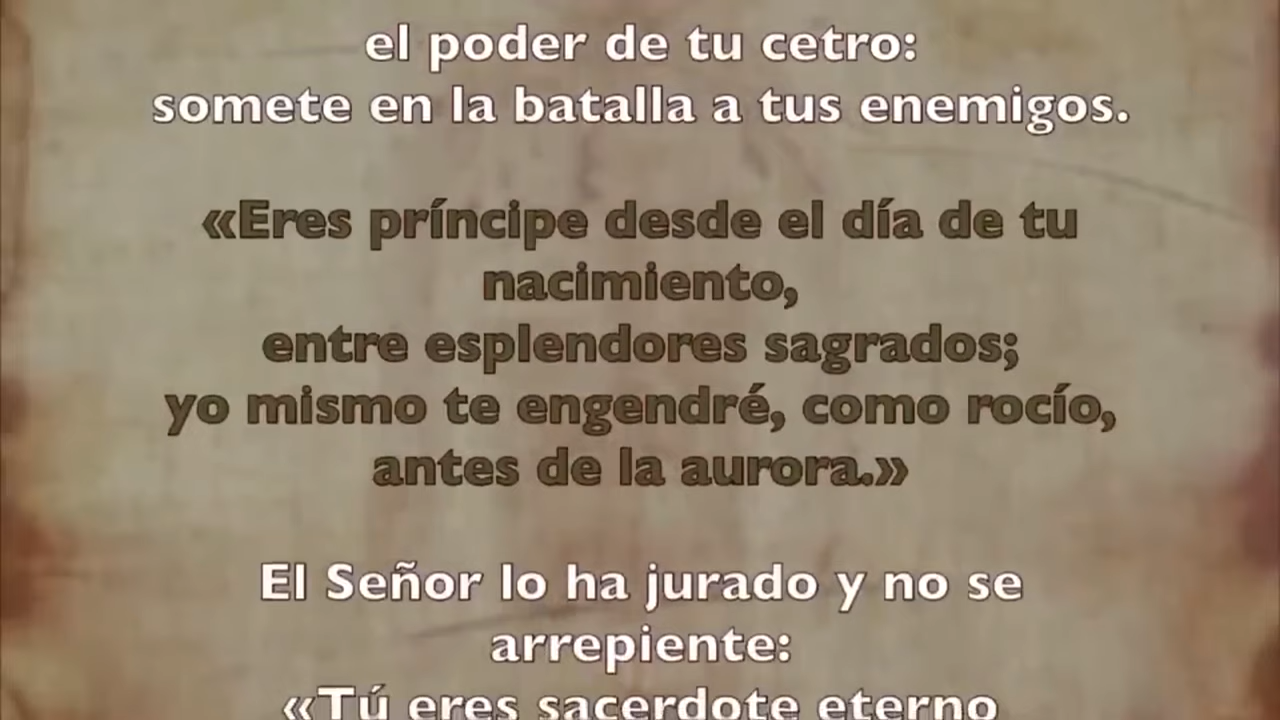 el poder de tu cetro:
somete en la batalla a tus enemigos.
«Eres príncipe desde el día de tu
nacimiento,
entre esplendores sagrados;
yo mismo te engendré, como rocío,
antes de la aurora.»
El Señor lo ha jurado y no se
arrepiente:
«Tú eres sacerdote eterno